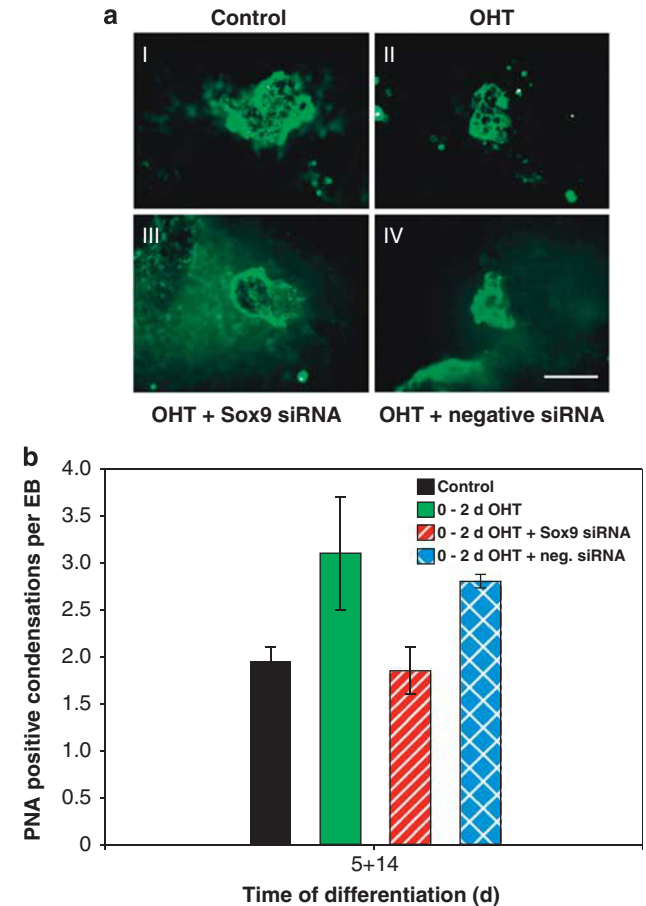 a
Control OHT
I II
III IV
OHT + Sox9 siRNA OHT + negative siRNA
b
PNA positive condensations per EB
4.0
3.5
3.0
2.5
2.0
1.5
1.0
0.5
0
Control
0 - 2 d OHT
0 - 2 d OHT + Sox9 siRNA
0 - 2 d OHT + neg. siRNA
5+14
Time of differentiation (d)